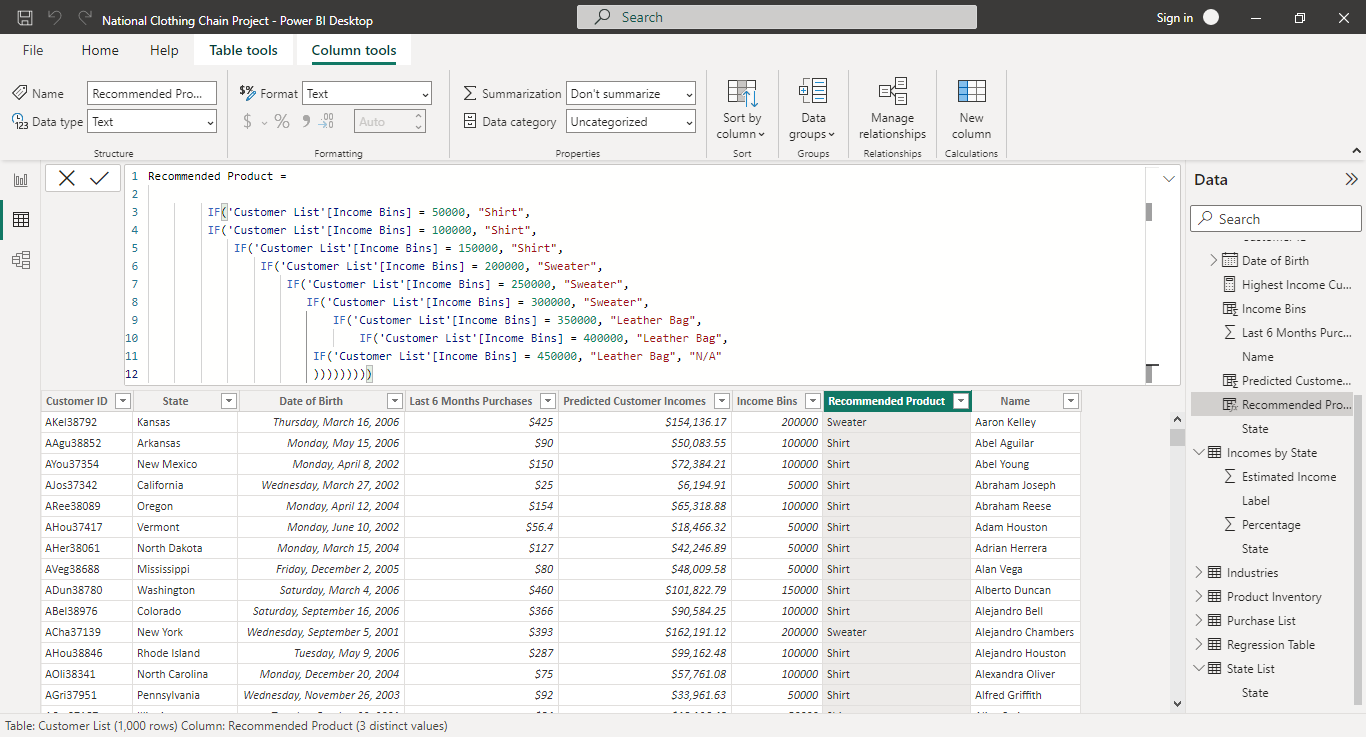 National Clothing Chain Project - Power BI Desktop
Search
Sign in
File Home Help Table tools Column tools
Name Recommended Pro...
Data type Text
Structure
$% Format Text
$ % Auto
Formatting
Summarization Don't summarize
Data category Uncategorized
Properties
Sort by
column
Sort
Data
groups
Groups
Manage
relationships
Relationships
New
column
Calculations
1 Recommended Product =
2
3 IF('Customer List'[Income Bins] = 50000, "Shirt",
4 IF('Customer List'[Income Bins] = 100000, "Shirt",
5 IF('Customer List'[Income Bins] = 150000, "Shirt",
6 IF('Customer List'[Income Bins] = 200000, "Sweater",
7 IF('Customer List'[Income Bins] = 250000, "Sweater",
8 IF('Customer List'[Income Bins] = 300000, "Sweater",
9 IF('Customer List'[Income Bins] = 350000, "Leather Bag",
10 IF('Customer List'[Income Bins] = 400000, "Leather Bag",
11 IF('Customer List'[Income Bins] = 450000, "Leather Bag", "N/A"
12 )))))))))
Customer ID State Date of Birth Last 6 Months Purchases Predicted Customer Incomes Income Bins Recommended Product Name
AKel38792 Kansas Thursday, March 16, 2006 $425 $154,136.17 200000 Sweater Aaron Kelley
AAgu38852 Arkansas Monday, May 15, 2006 $90 $50,083.55 100000 Shirt Abel Aguilar
AYou37354 New Mexico Monday, April 8, 2002 $150 $72,384.21 100000 Shirt Abel Young
AJos37342 California Wednesday, March 27, 2002 $25 $6,194.91 50000 Shirt Abraham Joseph
ARee38089 Oregon Monday, April 12, 2004 $154 $65,318.88 100000 Shirt Abraham Reese
AHou37417 Vermont Monday, June 10, 2002 $56.4 $18,466.32 50000 Shirt Adam Houston
AHer38061 North Dakota Monday, March 15, 2004 $127 $42,246.89 50000 Shirt Adrian Herrera
AVeg38688 Mississippi Friday, December 2, 2005 $80 $48,009.58 50000 Shirt Alan Vega
ADun38780 Washington Saturday, March 4, 2006 $460 $101,822.79 150000 Shirt Alberto Duncan
ABel38976 Colorado Saturday, September 16, 2006 $366 $90,584.25 100000 Shirt Alejandro Bell
ACha37139 New York Wednesday, September 5, 2001 $393 $162,191.12 200000 Sweater Alejandro Chambers
AHou38846 Rhode Island Tuesday, May 9, 2006 $287 $99,162.48 100000 Shirt Alejandro Houston
AOli38341 North Carolina Monday, December 20, 2004 $75 $57,761.08 100000 Shirt Alexandra Oliver
AGri37951 Pennsylvania Wednesday, November 26, 2003 $92 $33,961.63 50000 Shirt Alfred Griffith
Data
Search
Date of Birth
Highest Income Cu...
Income Bins
Last 6 Months Purc...
Name
Predicted Custome...
Recommended Pro...
State
Incomes by State
Estimated Income
Label
Percentage
State
Industries
Product Inventory
Purchase List
Regression Table
State List
State
Table: Customer List (1,000 rows) Column: Recommended Product (3 distinct values)